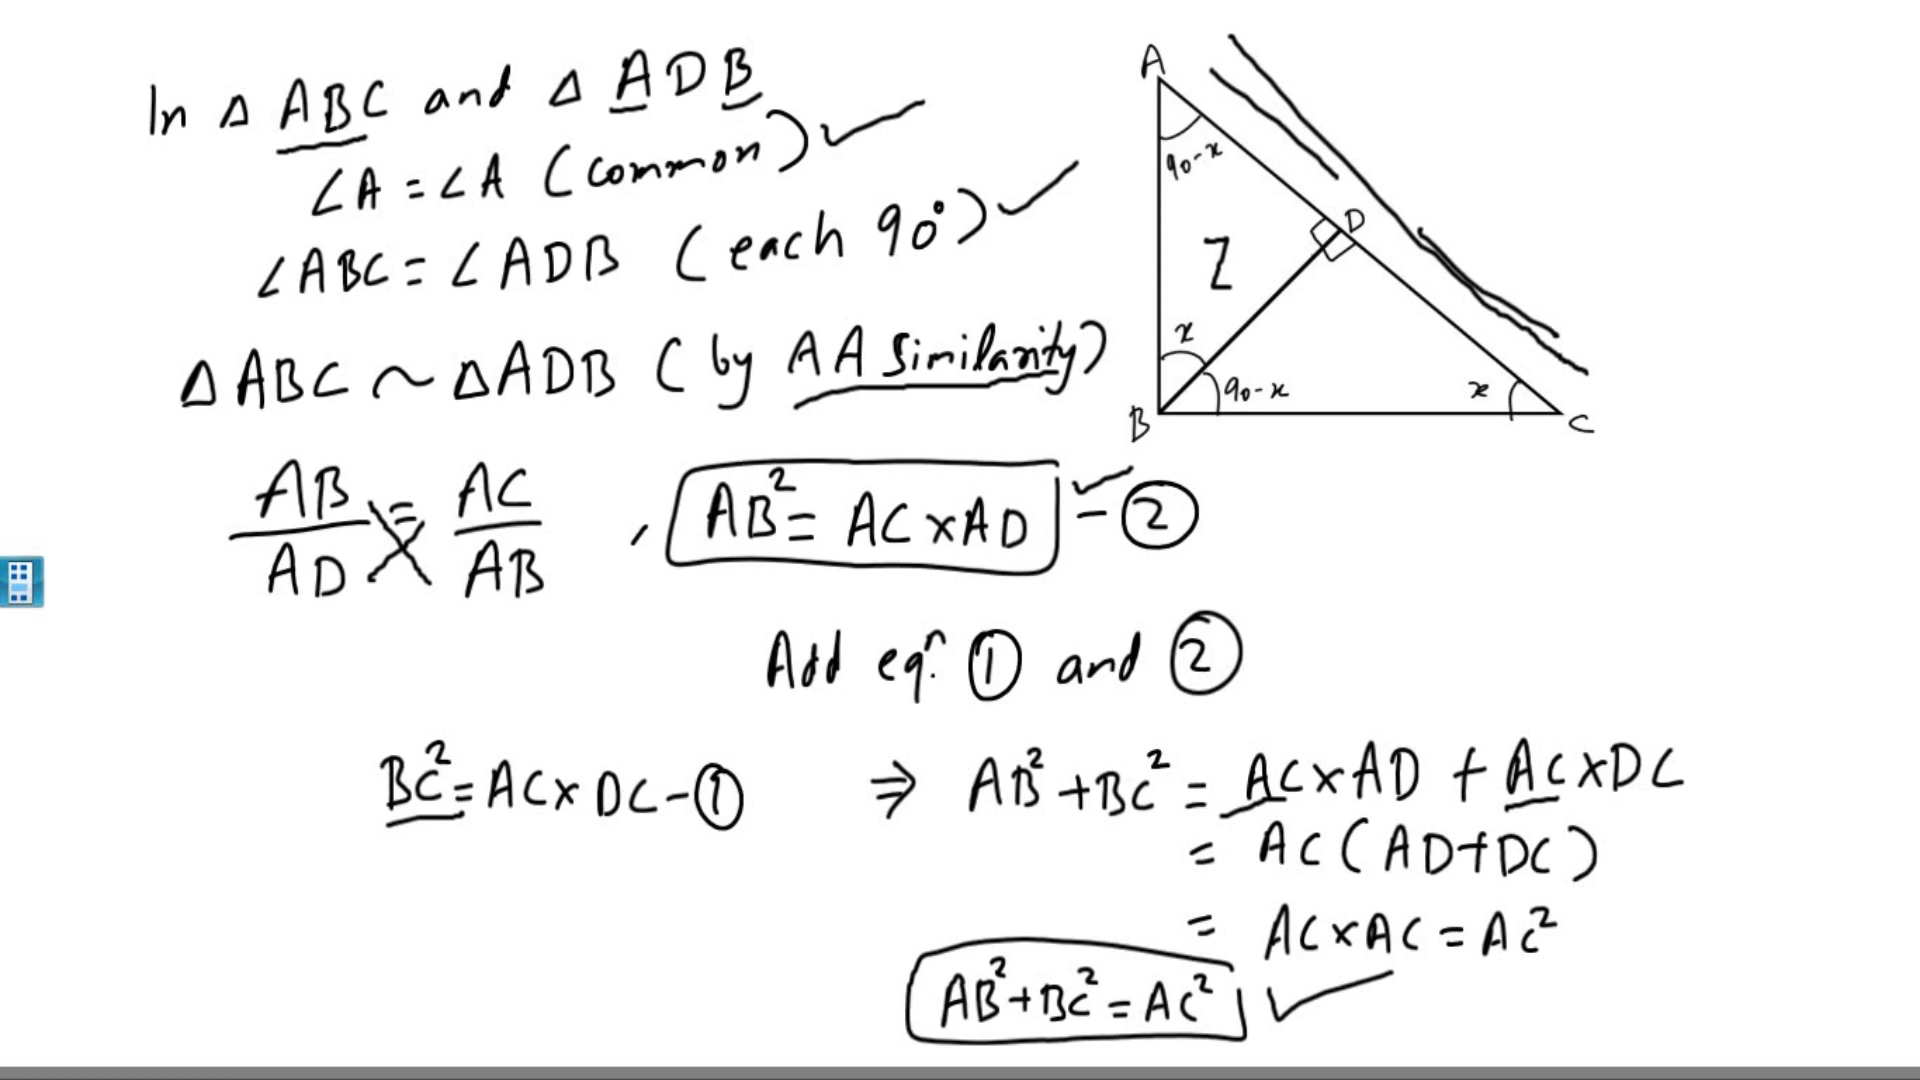 In △ ABC and △ ADB
∠A = ∠A (common)
∠ABC = ∠ADB (each 90°)
△ABC ~ △ADB (by AA Similarity)
AB/AD = AC/AB , AB² = AC×AD - ②
Add eqⁿ. ① and ②
BC² = AC×DC - ① ⇒ AB² + BC² = AC×AD + AC×DC
= AC(AD+DC)
= AC×AC = AC²
AB² + BC² = AC²
A
90-x
D
Z
x
90-x
x
B
C